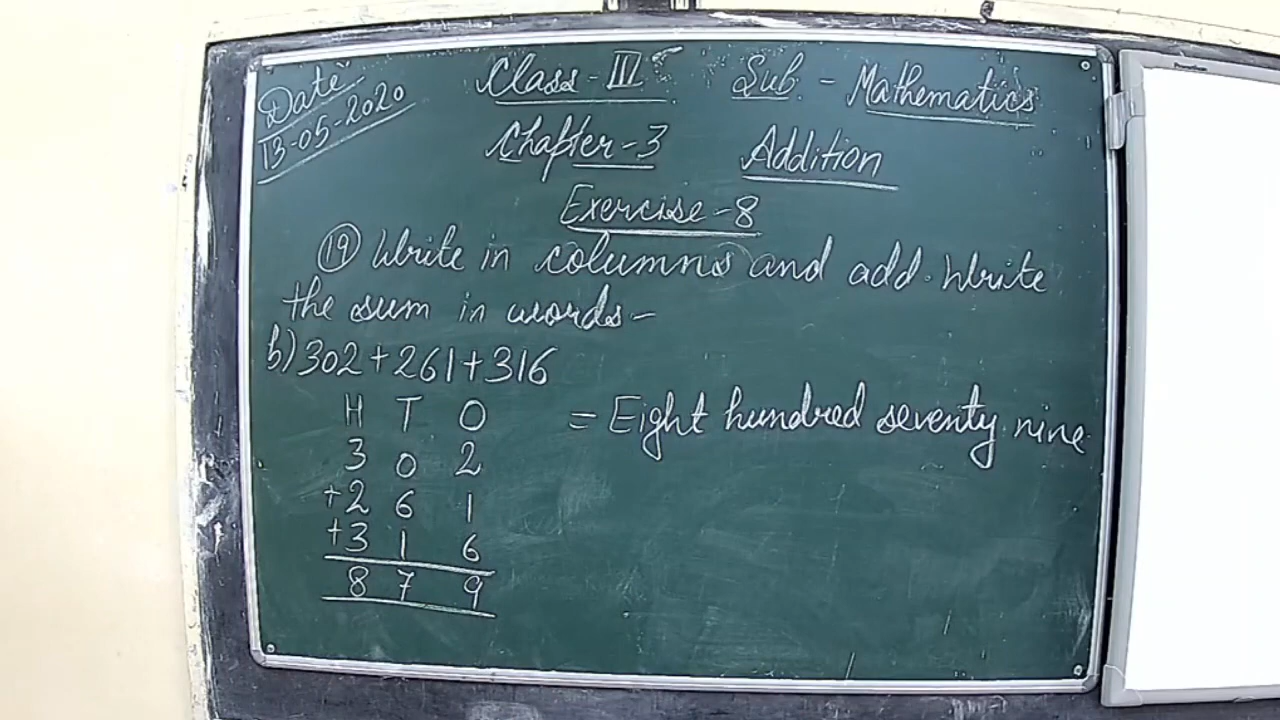 Date
13-05-2020
Class-III Sub - Mathematics
Chapter-3 Addition
Exercise-8
19 Write in columns and add. Write
the sum in words-
b) 302+261+316
H T O
3 0 2
+2 6 1
+3 1 6
8 7 9
= Eight hundred seventy nine